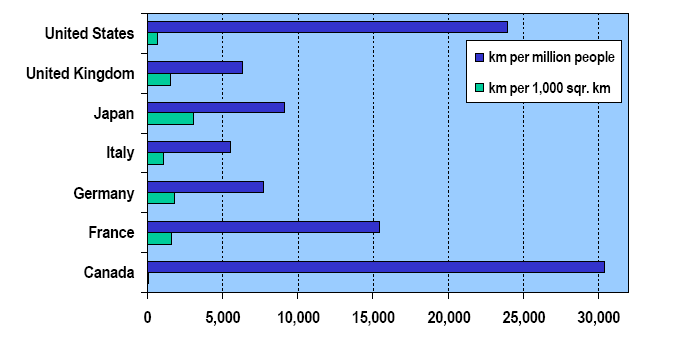 United States
United Kingdom
Japan
Italy
Germany
France
Canada
km per million people
km per 1,000 sqr. km
0 5,000 10,000 15,000 20,000 25,000 30,000